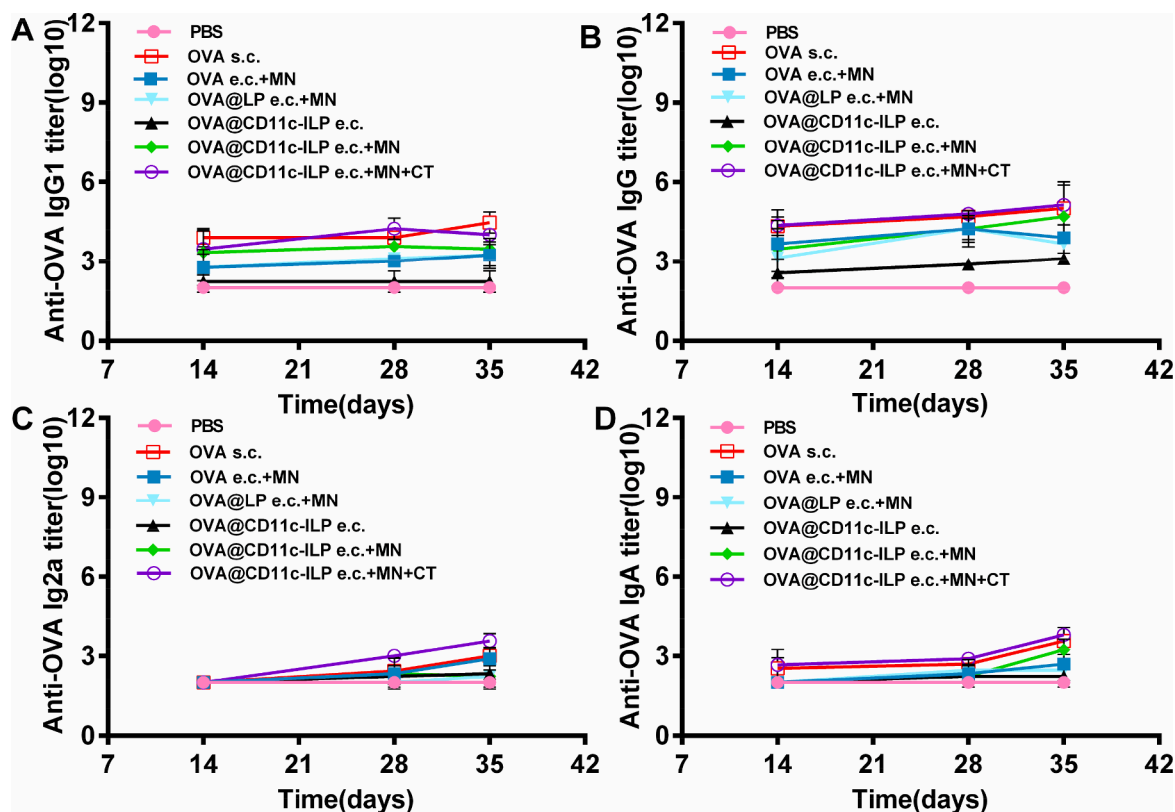 A
Anti-OVA IgG1 titer(log10)
12
9
6
3
0
PBS
OVA s.c.
OVA e.c.+MN
OVA@LP e.c.+MN
OVA@CD11c-ILP e.c.
OVA@CD11c-ILP e.c.+MN
OVA@CD11c-ILP e.c.+MN+CT
7 14 21 28 35 42
Time(days)
B
Anti-OVA IgG titer(log10)
12
9
6
3
0
PBS
OVA s.c.
OVA e.c.+MN
OVA@LP e.c.+MN
OVA@CD11c-ILP e.c.
OVA@CD11c-ILP e.c.+MN
OVA@CD11c-ILP e.c.+MN+CT
7 14 21 28 35 42
Time(days)
C
Anti-OVA Ig2a titer(log10)
12
9
6
3
0
PBS
OVA s.c.
OVA e.c.+MN
OVA@LP e.c.+MN
OVA@CD11c-ILP e.c.
OVA@CD11c-ILP e.c.+MN
OVA@CD11c-ILP e.c.+MN+CT
7 14 21 28 35 42
Time(days)
D
Anti-OVA IgA titer(log10)
12
9
6
3
0
PBS
OVA s.c.
OVA e.c.+MN
OVA@LP e.c.+MN
OVA@CD11c-ILP e.c.
OVA@CD11c-ILP e.c.+MN
OVA@CD11c-ILP e.c.+MN+CT
7 14 21 28 35 42
Time(days)